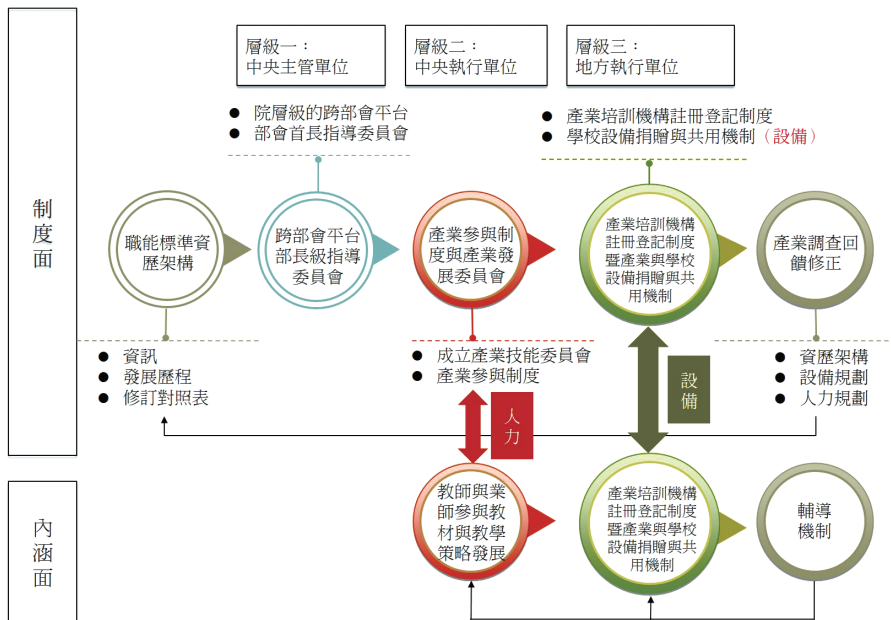 層級一：
中央主管單位
層級二：
中央執行單位
層級三：
地方執行單位
● 院層級的跨部會平台
● 部會首長指導委員會
● 產業培訓機構註冊登記制度
● 學校設備捐贈與共用機制（設備）
制度面
職能標準資
歷架構
跨部會平台
部長級指導
委員會
產業參與制
度與產業發
展委員會
產業培訓機構
註冊登記制度
暨產業與學校
設備捐贈與共
用機制
產業調查回
饋修正
● 資訊
● 發展歷程
● 修訂對照表
● 成立產業技能委員會
● 產業參與制度
● 資歷架構
● 設備規劃
● 人力規劃
人力
設備
內涵面
教師與業
師參與教
材與教學
策略發展
產業培訓機構
註冊登記制度
暨產業與學校
設備捐贈與共
用機制
輔導
機制